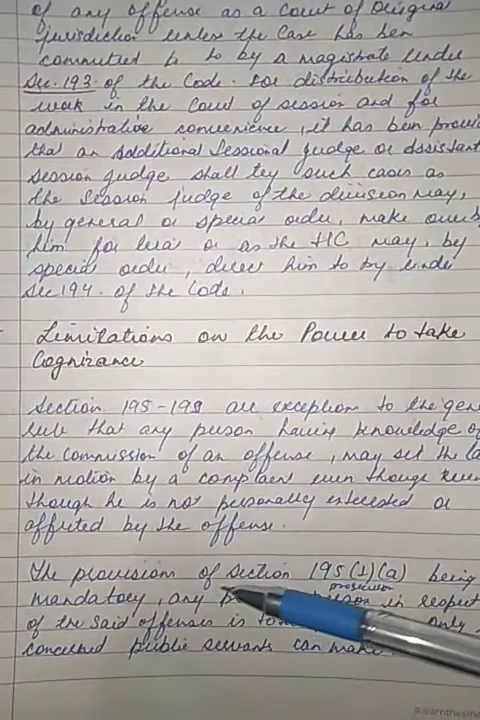 of any offense as a Court of Original
jurisdiction unless the case has been
committed to to by a magistrate under
Sec. 193 of the Code. For distribution of the
work in the Court of session and for
administrative convenience, it has been provi
that an Additional Sessional judge or Assistant
session judge shall try such cases as
the Session judge of the division may,
by general or special order, make over
him for or as the HC may, by
special order, direct him to by under
Sec 194 of the Code.
Limitations on the Power to take
Cognizance
Section 195-199 are exception to the gen
rule that any person having knowledge of
the commission of an offense, may set the la
in motion by a complaint even though
though he is not personally interested or
affected by the offense.
The provisions of section 195(1)(a) being
prosecution
mandatory, any in respect
of the said offenses is only
concerned public servants can make